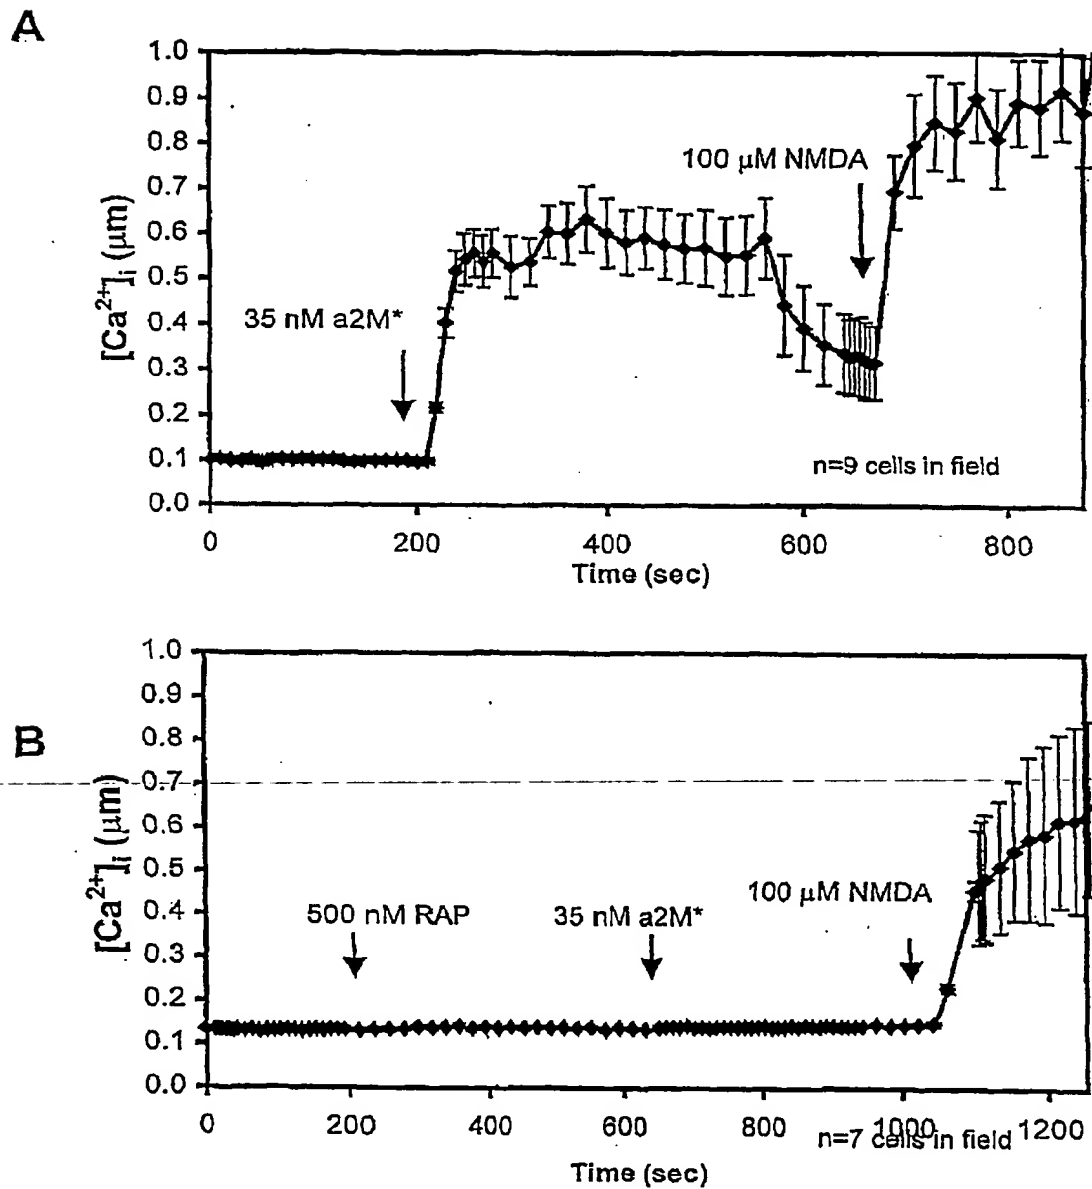 A
1.0
0.9
0.8
0.7
0.6
0.5
0.4
0.3
0.2
0.1
0.0
[Ca2+]i (μm)
100 μM NMDA
35 nM a2M*
n=9 cells in field
0 200 400 600 800
Time (sec)
B
1.0
0.9
0.8
0.7
0.6
0.5
0.4
0.3
0.2
0.1
0.0
[Ca2+]i (μm)
500 nM RAP
35 nM a2M*
100 μM NMDA
0 200 400 600 800 1000 1200
n=7 cells in field
Time (sec)